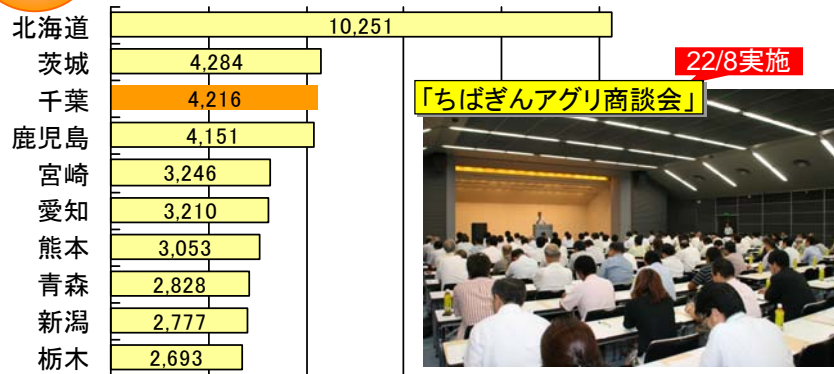 北海道 10,251
茨城 4,284
千葉 4,216
鹿児島 4,151
宮崎 3,246
愛知 3,210
熊本 3,053
青森 2,828
新潟 2,777
栃木 2,693
22/8実施
「ちばぎんアグリ商談会」